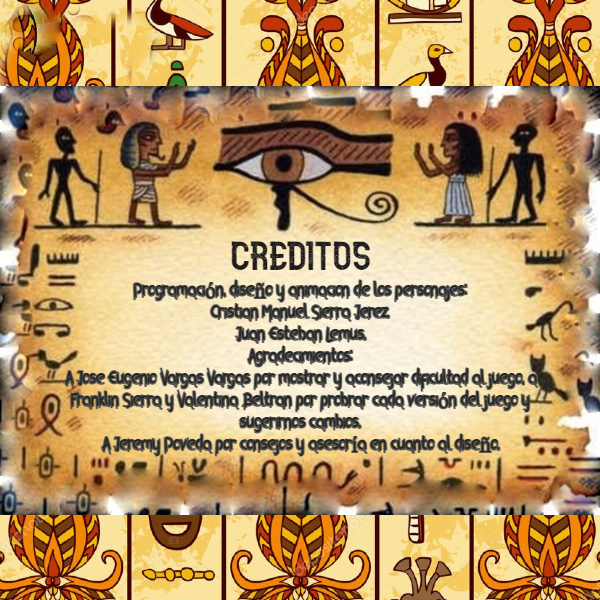 CREDITOS
Programación, diseño y animacion de los personajes:
Cristian Manuel Sierra Jerez
Juan Esteban Lemus.
Agradecimientos:
A Jose Eugenio Vargas Vargas por mostrar y aconsejar dificultad al juego, a
Franklin Sierra y Valentina Beltran por probrar cada versión del juego y
sugerirnos cambios.
A Jeremy Poveda por consejos y asesoría en cuanto al diseño.